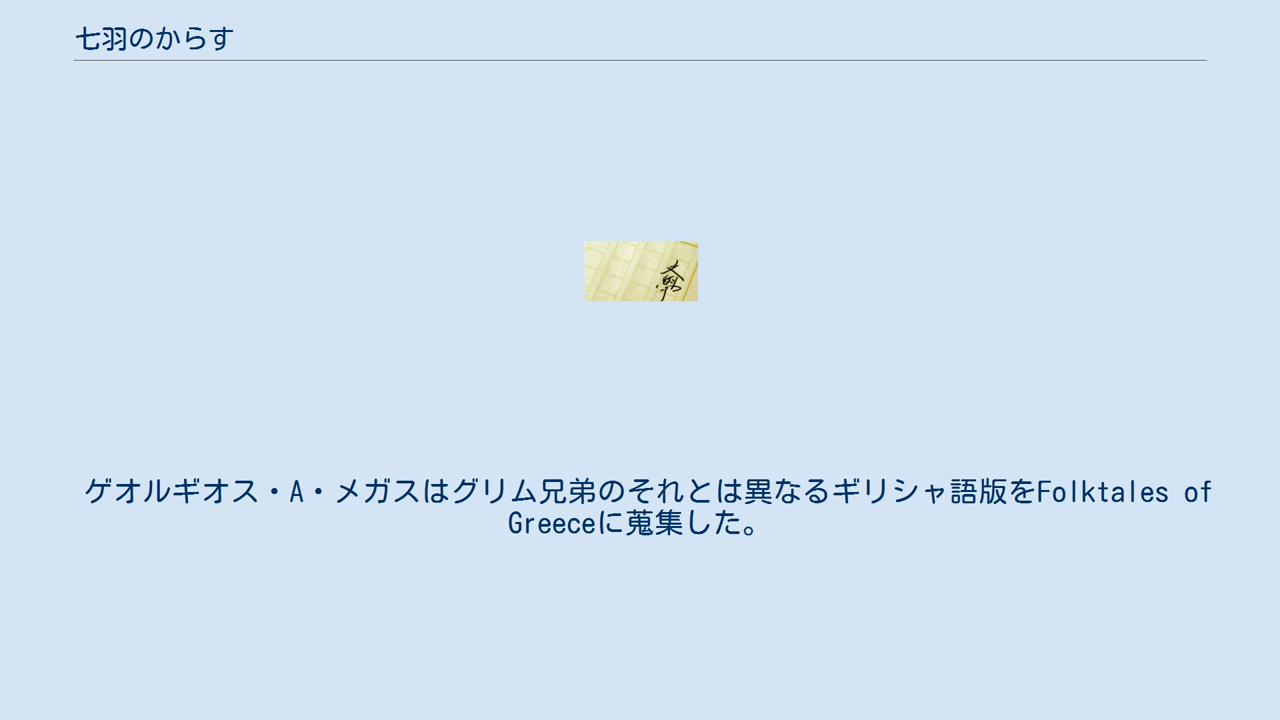 七羽のからす
ゲオルギオス・A・メガスはグリム兄弟のそれとは異なるギリシャ語版をFolktales of
Greeceに蒐集した。